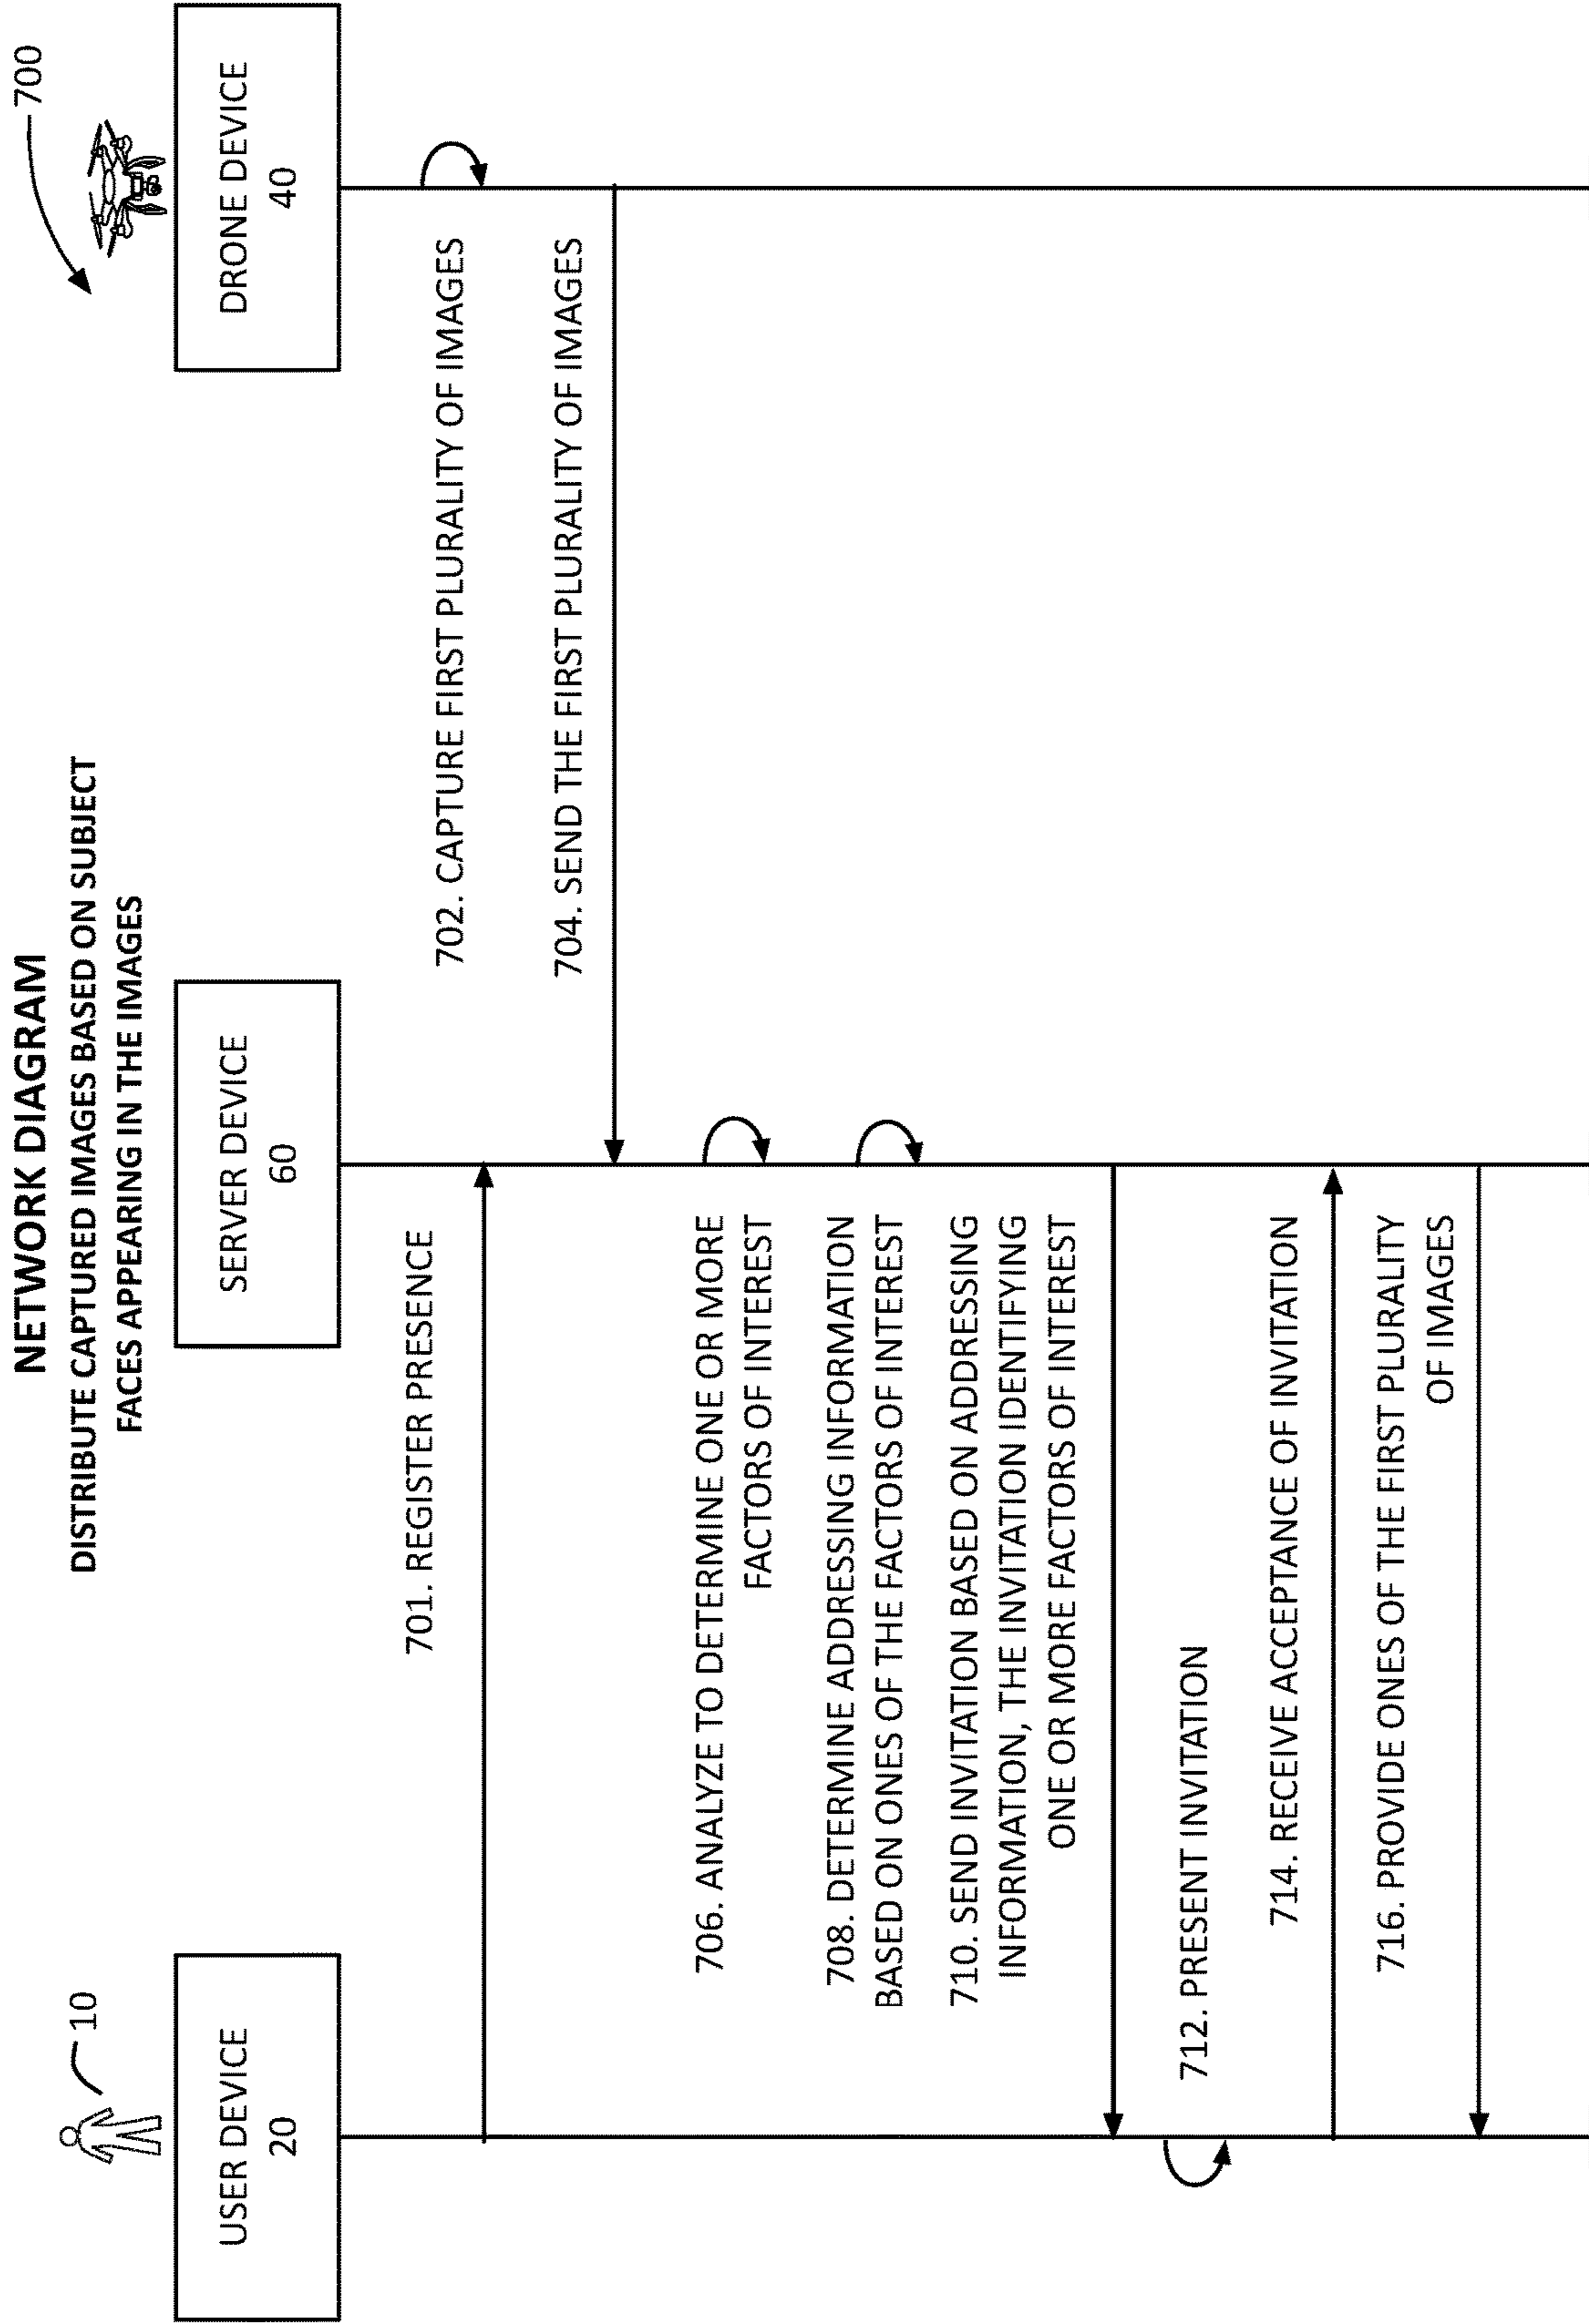 NETWORK DIAGRAM
DISTRIBUTE CAPTURED IMAGES BASED ON SUBJECT
FACES APPEARING IN THE IMAGES
700
10
USER DEVICE
20
SERVER DEVICE
60
DRONE DEVICE
40
701. REGISTER PRESENCE
702. CAPTURE FIRST PLURALITY OF IMAGES
704. SEND THE FIRST PLURALITY OF IMAGES
706. ANALYZE TO DETERMINE ONE OR MORE
FACTORS OF INTEREST
708. DETERMINE ADDRESSING INFORMATION
BASED ON ONES OF THE FACTORS OF INTEREST
710. SEND INVITATION BASED ON ADDRESSING
INFORMATION, THE INVITATION IDENTIFYING
ONE OR MORE FACTORS OF INTEREST
712. PRESENT INVITATION
714. RECEIVE ACCEPTANCE OF INVITATION
716. PROVIDE ONES OF THE FIRST PLURALITY
OF IMAGES